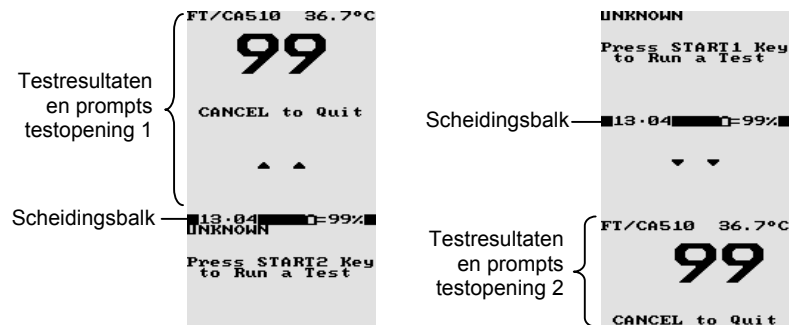 FT/CA510 36.7°C
99
Testresultaten
en prompts
testopening 1
CANCEL to Quit
Scheidingsbalk
13·04 =99%
UNKNOWN
Press START2 Key
to Run a Test
UNKNOWN
Press START1 Key
to Run a Test
Scheidingsbalk
13·04 =99%
FT/CA510 36.7°C
Testresultaten
en prompts
testopening 2
99
CANCEL to Quit